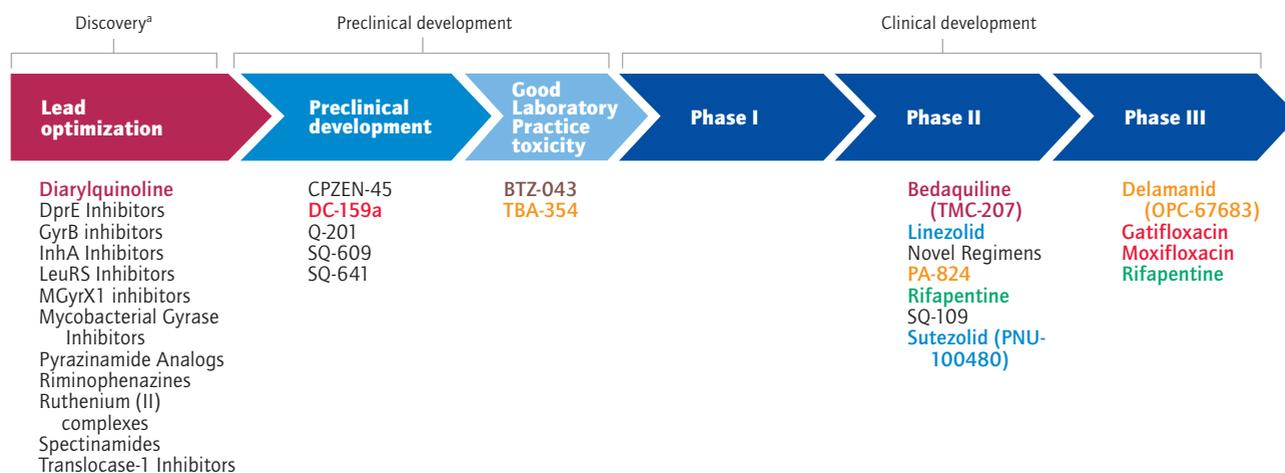 Discoveryᵃ
Preclinical development
Clinical development
Lead
optimization
Preclinical
development
Good
Laboratory
Practice
toxicity
Phase I
Phase II
Phase III
Diarylquinoline
DprE Inhibitors
GyrB inhibitors
InhA Inhibitors
LeuRS Inhibitors
MGyrX1 inhibitors
Mycobacterial Gyrase
Inhibitors
Pyrazinamide Analogs
Riminophenazines
Ruthenium (II)
complexes
Spectinamides
Translocase-1 Inhibitors
CPZEN-45
DC-159a
Q-201
SQ-609
SQ-641
BTZ-043
TBA-354
Bedaquiline
(TMC-207)
Linezolid
Novel Regimens
PA-824
Rifapentine
SQ-109
Sutezolid (PNU-
100480)
Delamanid
(OPC-67683)
Gatifloxacin
Moxifloxacin
Rifapentine